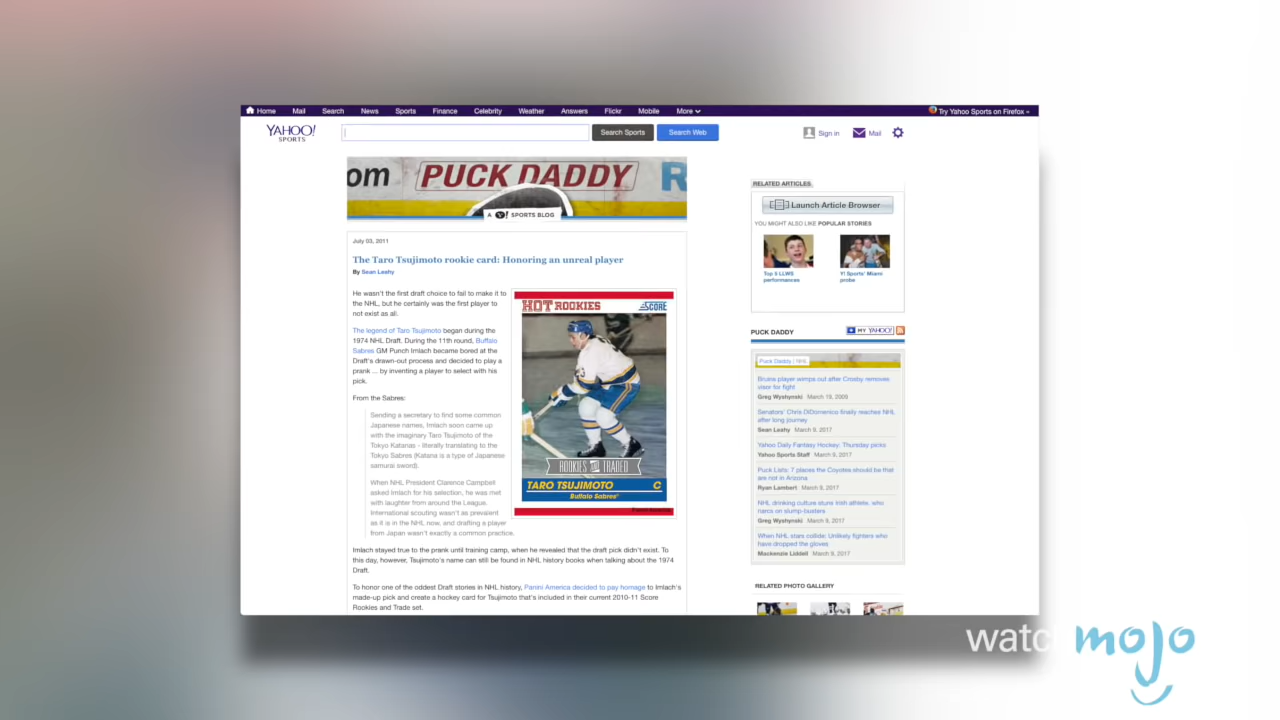 Home Mail Search News Sports Finance Celebrity Weather Answers Flickr Mobile More
Try Yahoo Sports on Firefox »
YAHOO!
SPORTS
Search Sports
Search Web
Sign in
Mail
om PUCK DADDY R
A Y! SPORTS BLOG
July 03, 2011
The Taro Tsujimoto rookie card: Honoring an unreal player
By Sean Leahy
He wasn't the first draft choice to fail to make it to
the NHL, but he certainly was the first player to
not exist as all.
The legend of Taro Tsujimoto began during the
1974 NHL Draft. During the 11th round, Buffalo
Sabres GM Punch Imlach became bored at the
Draft's drawn-out process and decided to play a
prank ... by inventing a player to select with his
pick.
From the Sabres:
Sending a secretary to find some common
Japanese names, Imlach soon came up
with the imaginary Taro Tsujimoto of the
Tokyo Katanas - literally translating to the
Tokyo Sabres (Katana is a type of Japanese
samurai sword).
When NHL President Clarence Campbell
asked Imlach for his selection, he was met
with laughter from around the League.
International scouting wasn't as prevalent
as it is in the NHL now, and drafting a player
from Japan wasn't exactly a common practice.
HOT ROOKIES
SCORE
ROOKIES AND TRADED
TARO TSUJIMOTO C
Buffalo Sabres
Panini America
Imlach stayed true to the prank until training camp, when he revealed that the draft pick didn't exist. To
this day, however, Tsujimoto's name can still be found in NHL history books when talking about the 1974
Draft.
To honor one of the oddest Draft stories in NHL history, Panini America decided to pay homage to Imlach's
made-up pick and create a hockey card for Tsujimoto that's included in their current 2010-11 Score
Rookies and Trade set.
RELATED ARTICLES
Launch Article Browser
YOU MIGHT ALSO LIKE POPULAR STORIES
Top 5 LLWS
performances
Y! Sports' Miami
probe
PUCK DADDY
MY YAHOO!
Puck Daddy | NHL
Bruins player wimps out after Crosby removes
visor for fight
Greg Wyshynski March 19, 2009
Senators' Chris DiDomenico finally reaches NHL
after long journey
Sean Leahy March 9, 2017
Yahoo Daily Fantasy Hockey: Thursday picks
Yahoo Sports Staff March 9, 2017
Puck Lists: 7 places the Coyotes should be that
are not in Arizona
Ryan Lambert March 9, 2017
NHL drinking culture stuns Irish athlete, who
narcs on slump-busters
Greg Wyshynski March 9, 2017
When NHL stars collide: Unlikely fighters who
have dropped the gloves
Mackenzie Liddell March 9, 2017
RELATED PHOTO GALLERY
watchmojo